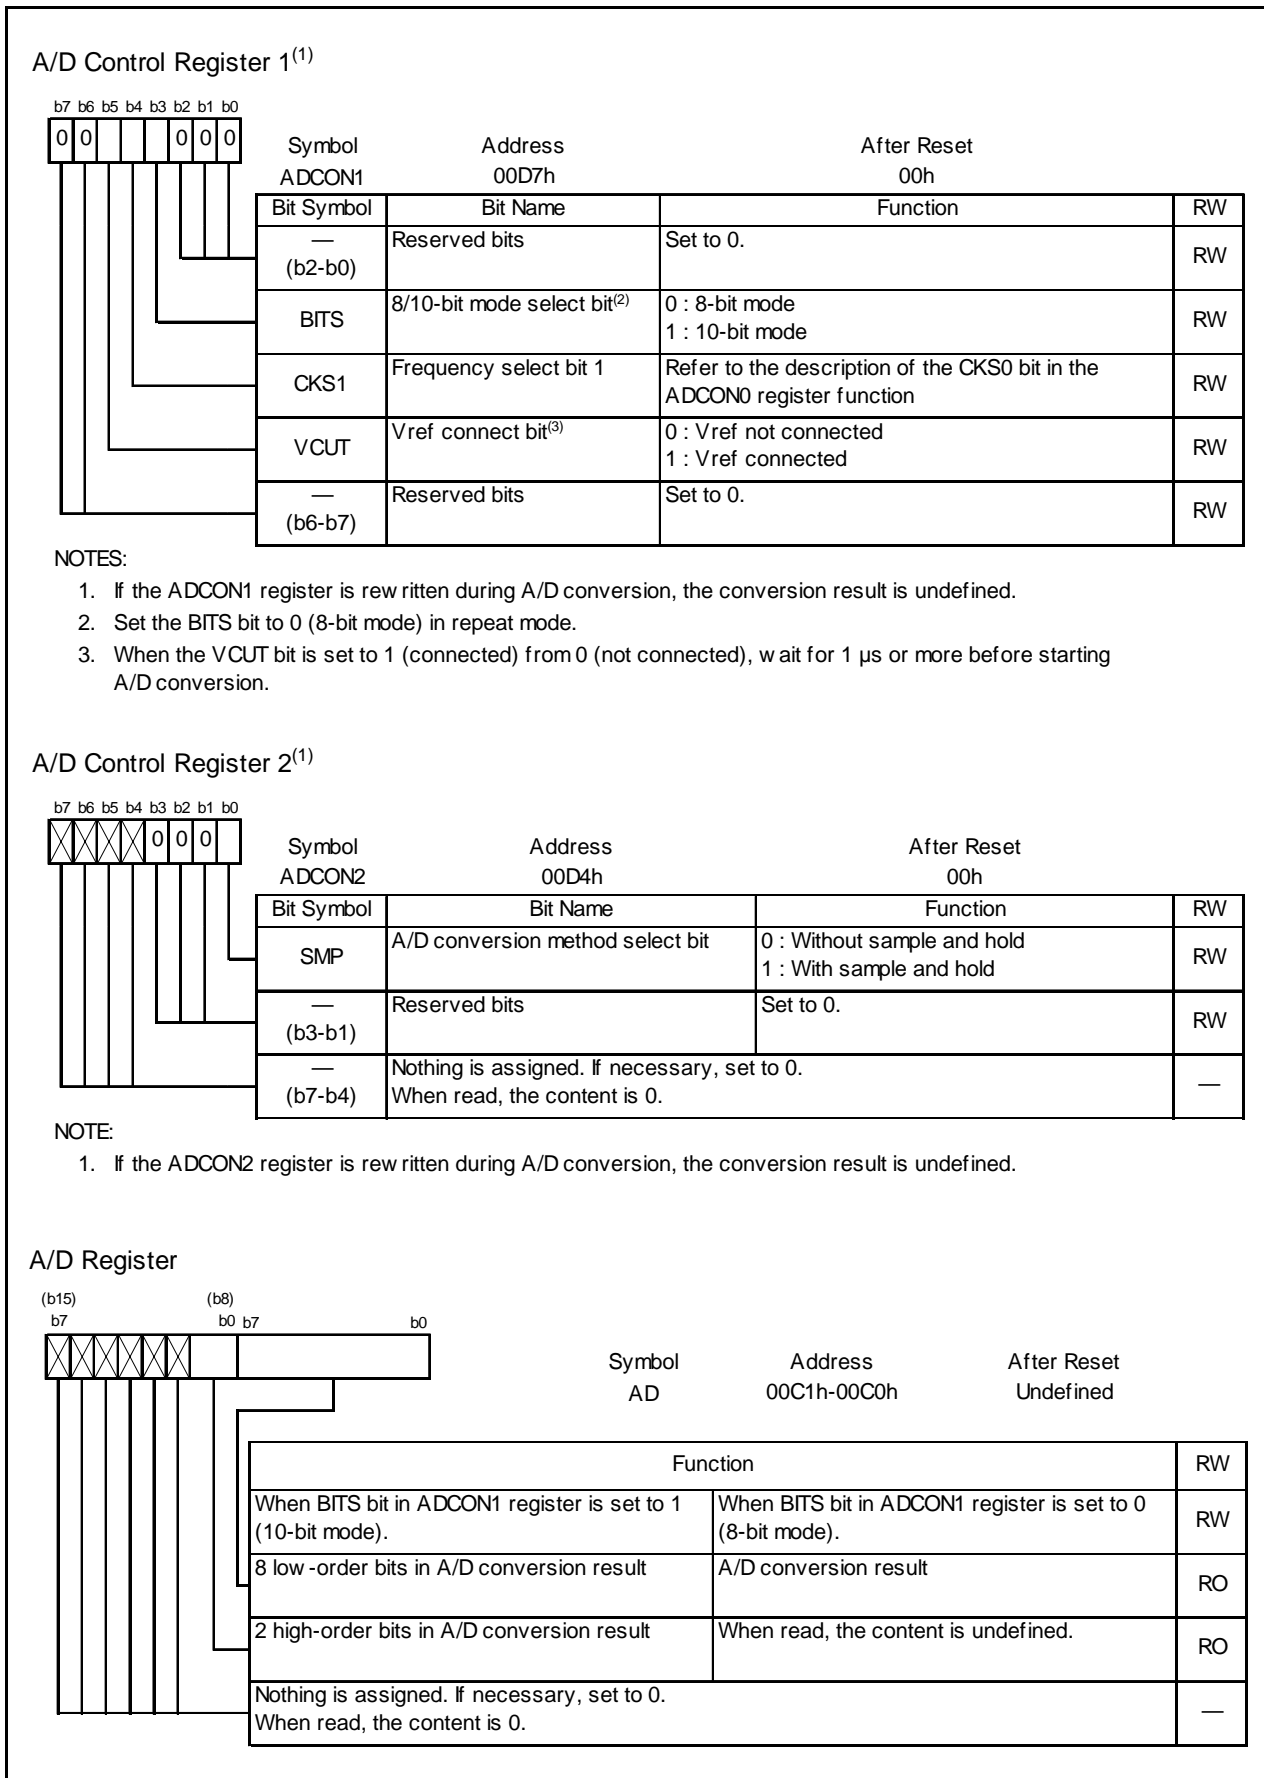 A/D Control Register 1(1)
b7 b6 b5 b4 b3 b2 b1 b0
0 0 0 0 0
Symbol Address After Reset
ADCON1 00D7h 00h
Bit Symbol Bit Name Function RW
— (b2-b0) Reserved bits Set to 0. RW
BITS 8/10-bit mode select bit(2) 0 : 8-bit mode
1 : 10-bit mode RW
CKS1 Frequency select bit 1 Refer to the description of the CKS0 bit in the
ADCON0 register function RW
VCUT Vref connect bit(3) 0 : Vref not connected
1 : Vref connected RW
— (b6-b7) Reserved bits Set to 0. RW
NOTES:
1. If the ADCON1 register is rewritten during A/D conversion, the conversion result is undefined.
2. Set the BITS bit to 0 (8-bit mode) in repeat mode.
3. When the VCUT bit is set to 1 (connected) from 0 (not connected), wait for 1 µs or more before starting
A/D conversion.
A/D Control Register 2(1)
b7 b6 b5 b4 b3 b2 b1 b0
0 0 0
Symbol Address After Reset
ADCON2 00D4h 00h
Bit Symbol Bit Name Function RW
SMP A/D conversion method select bit 0 : Without sample and hold
1 : With sample and hold RW
— (b3-b1) Reserved bits Set to 0. RW
— (b7-b4) Nothing is assigned. If necessary, set to 0.
When read, the content is 0. —
NOTE:
1. If the ADCON2 register is rewritten during A/D conversion, the conversion result is undefined.
A/D Register
(b15) (b8)
b7 b0 b7 b0
Symbol Address After Reset
AD 00C1h-00C0h Undefined
Function RW
When BITS bit in ADCON1 register is set to 1
(10-bit mode).
When BITS bit in ADCON1 register is set to 0
(8-bit mode).
RW
8 low-order bits in A/D conversion result A/D conversion result RO
2 high-order bits in A/D conversion result When read, the content is undefined. RO
Nothing is assigned. If necessary, set to 0.
When read, the content is 0. —